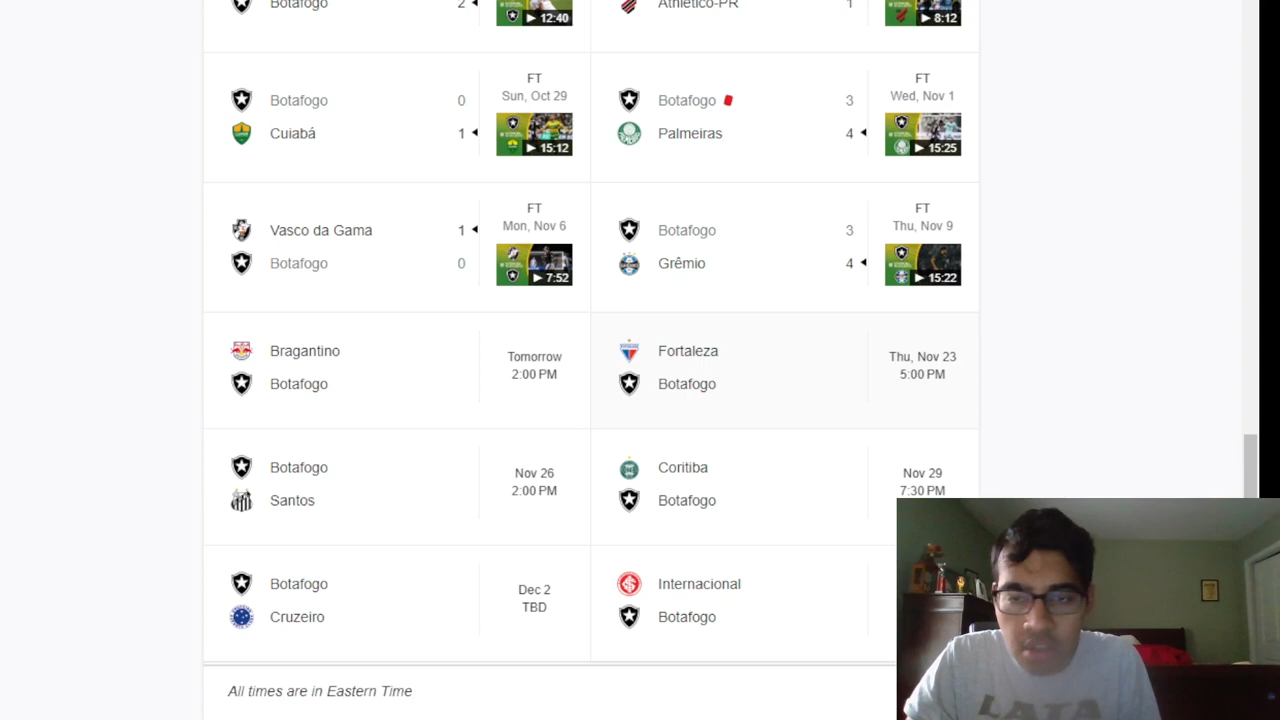 Botafogo 2
12:40
Athletico-PR 1
8:12
FT
Sun, Oct 29
Botafogo 0
Cuiabá 1
15:12
FT
Wed, Nov 1
Botafogo 3
Palmeiras 4
15:25
FT
Mon, Nov 6
Vasco da Gama 1
Botafogo 0
7:52
FT
Thu, Nov 9
Botafogo 3
Grêmio 4
15:22
Bragantino
Botafogo
Tomorrow
2:00 PM
Fortaleza
Botafogo
Thu, Nov 23
5:00 PM
Botafogo
Santos
Nov 26
2:00 PM
Coritiba
Botafogo
Nov 29
7:30 PM
Botafogo
Cruzeiro
Dec 2
TBD
Internacional
Botafogo
All times are in Eastern Time